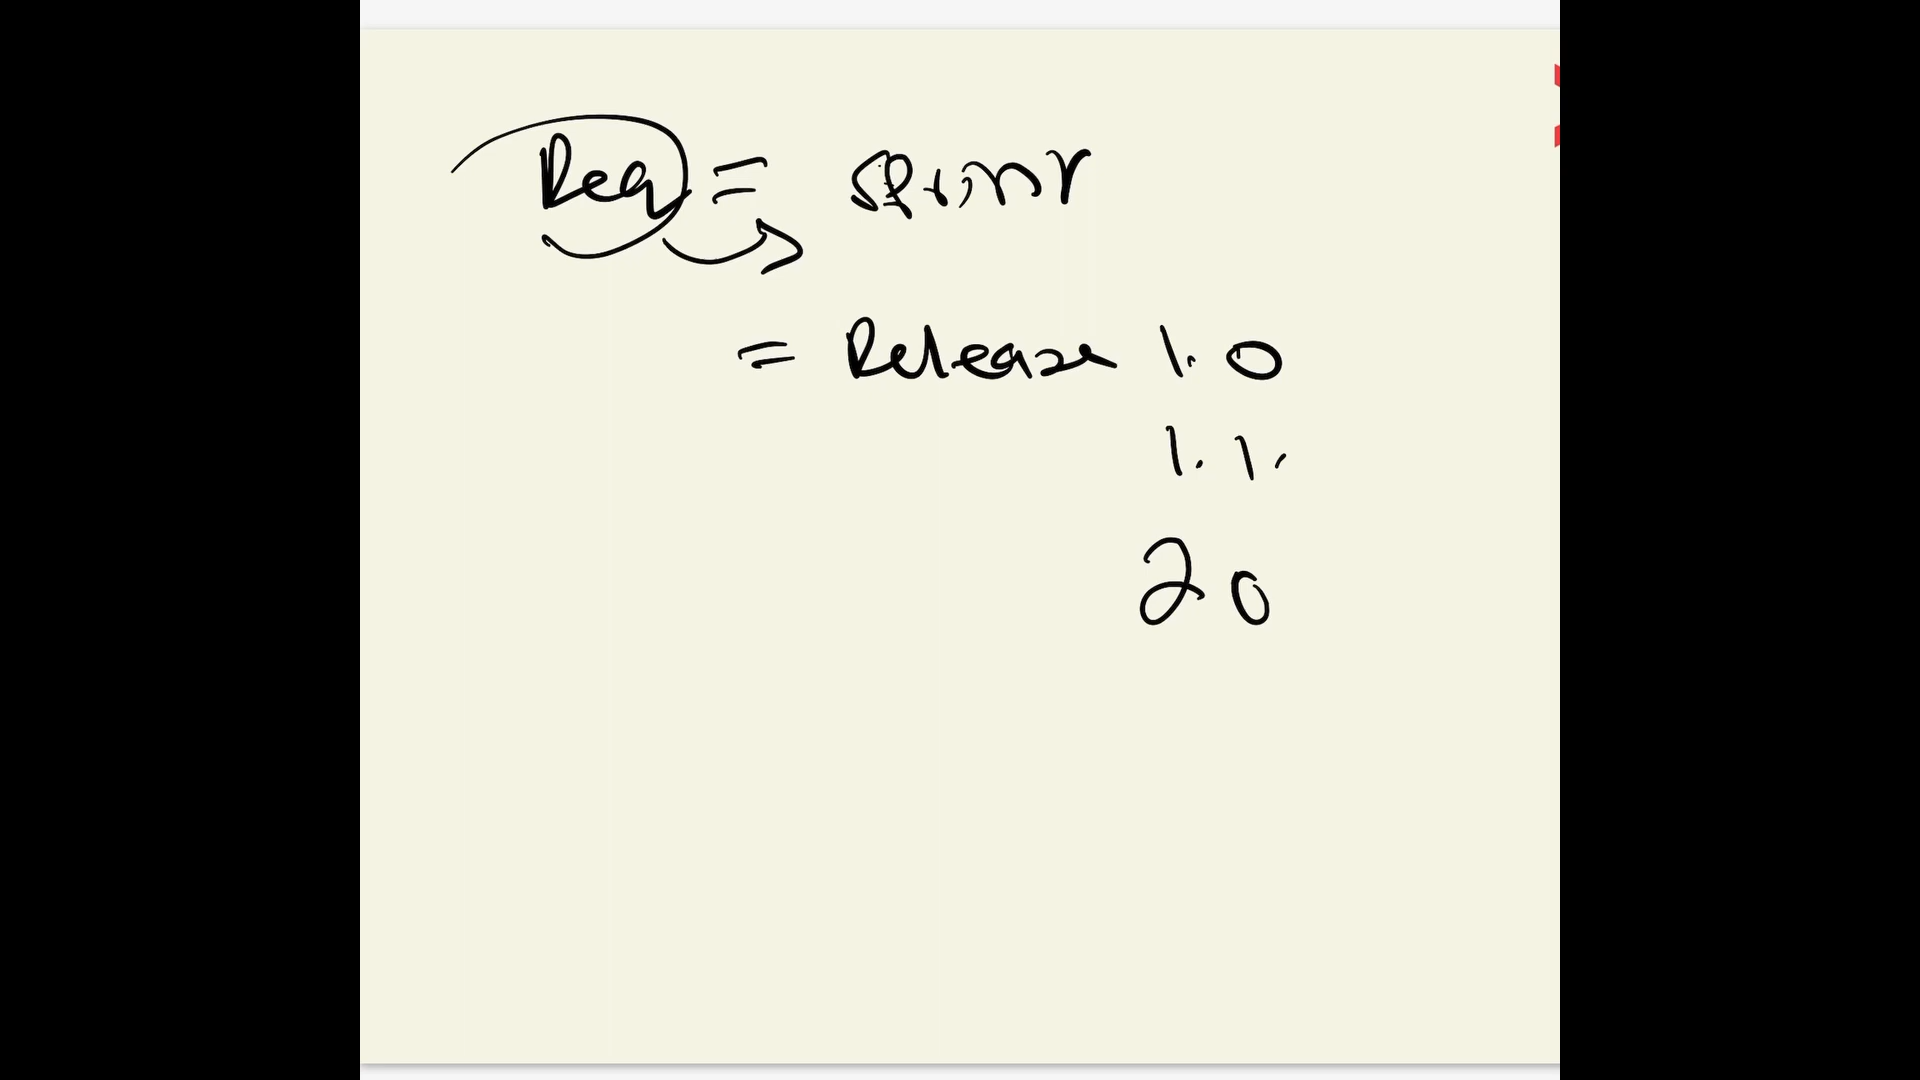 Req = Sprint
= Release 1.0
1.1.
2 0